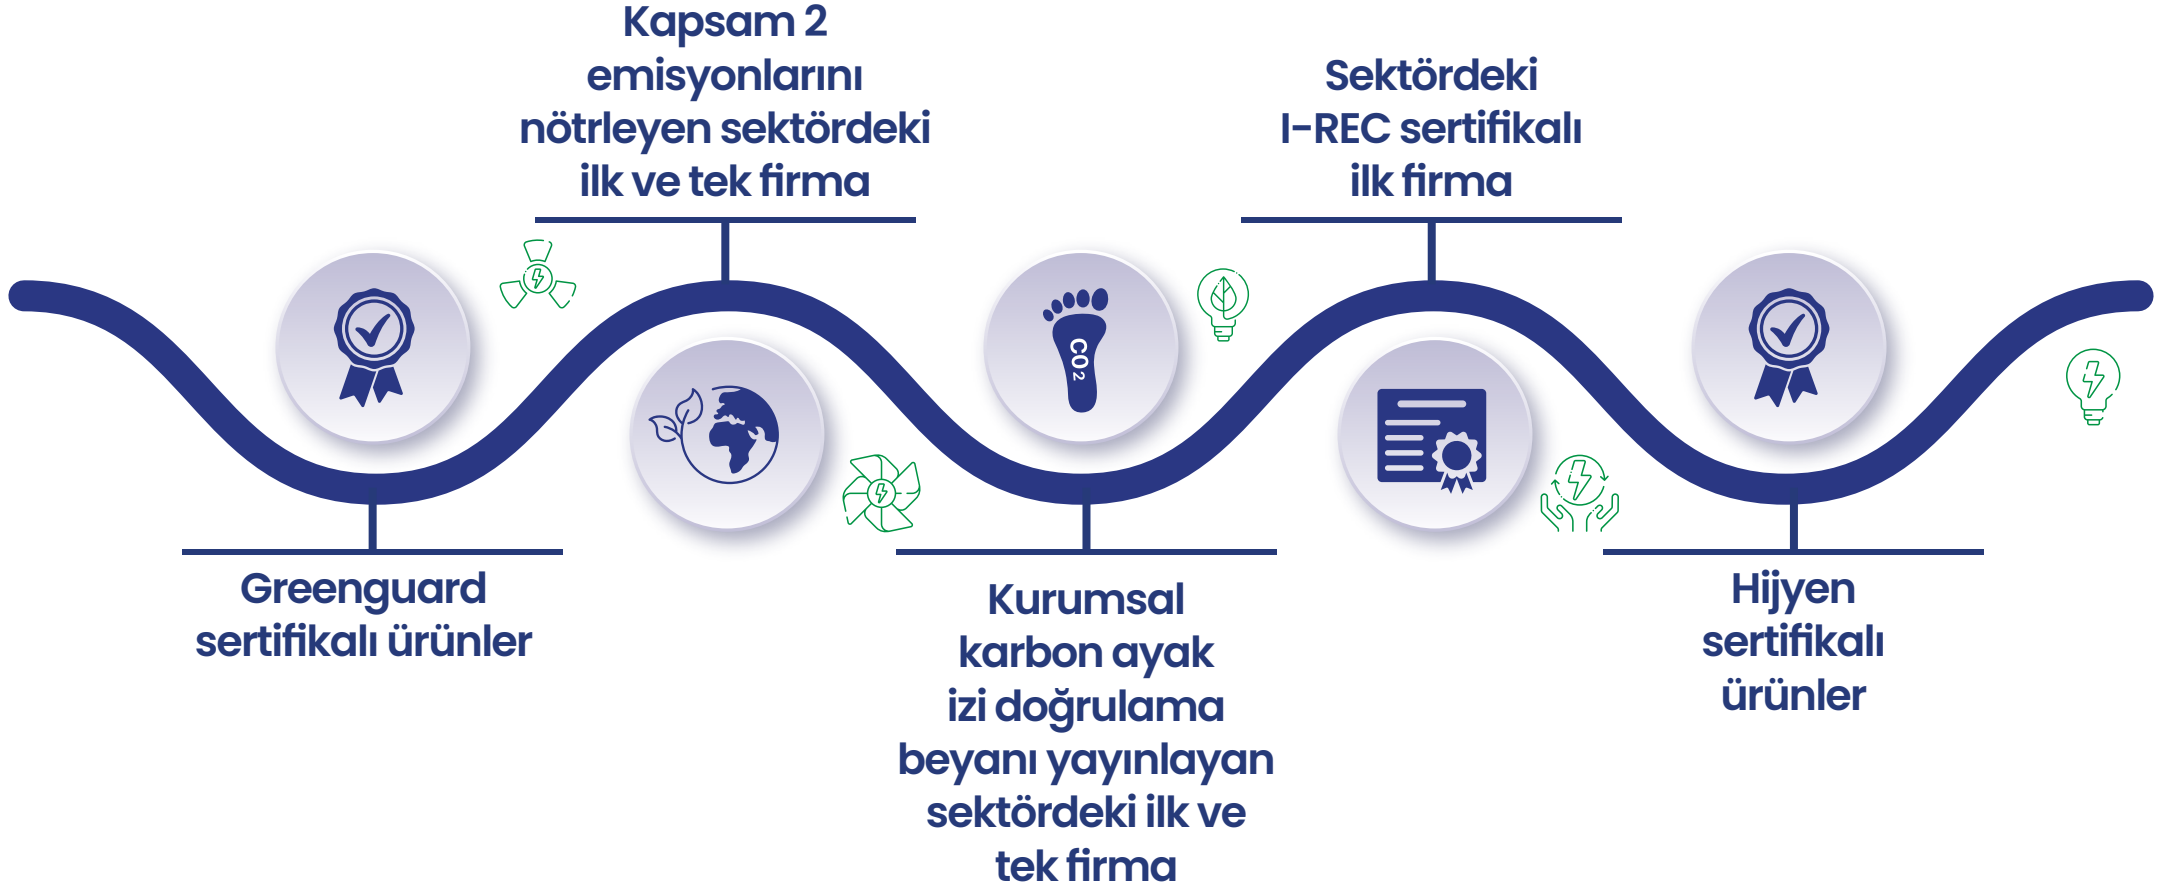 Kapsam 2
emisyonlarını
nötrleyen sektördeki
ilk ve tek firma
Sektördeki
I-REC sertifikalı
ilk firma
CO2
Greenguard
sertifikalı ürünler
Kurumsal
karbon ayak
izi doğrulama
beyanı yayınlayan
sektördeki ilk ve
tek firma
Hijyen
sertifikalı
ürünler